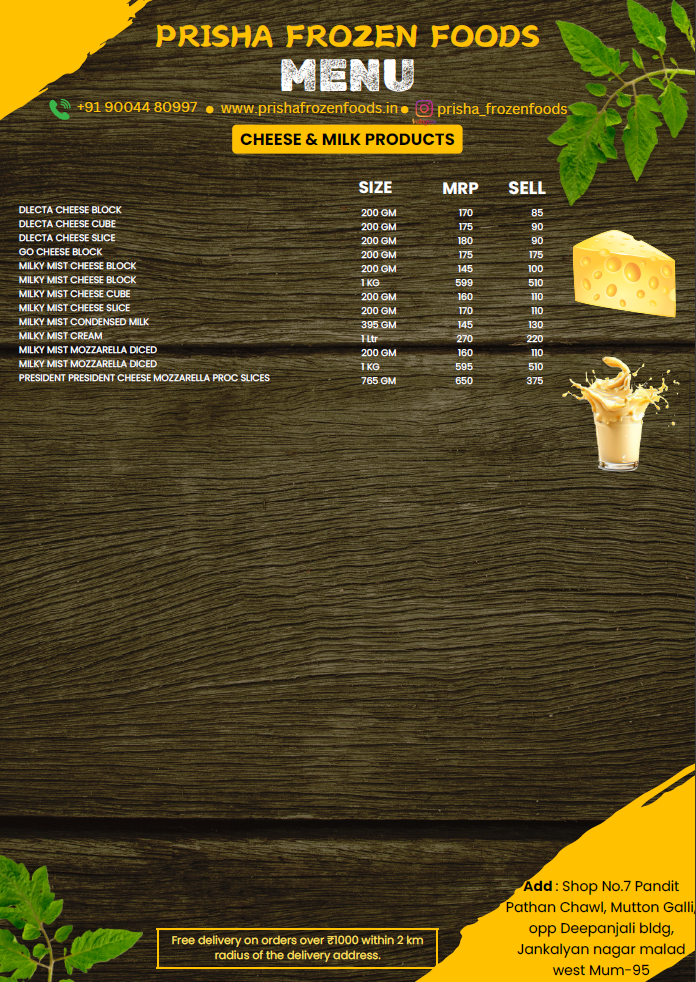 PRISHA FROZEN FOODS
MENU
+91 90044 80997 ● www.prishafrozenfoods.in ● prisha_frozenfoods
CHEESE & MILK PRODUCTS
SIZE MRP SELL
DLECTA CHEESE BLOCK 200 GM 170 85
DLECTA CHEESE CUBE 200 GM 175 90
DLECTA CHEESE SLICE 200 GM 180 90
GO CHEESE BLOCK 200 GM 175 175
MILKY MIST CHEESE BLOCK 200 GM 145 100
MILKY MIST CHEESE BLOCK 1 KG 599 510
MILKY MIST CHEESE CUBE 200 GM 160 110
MILKY MIST CHEESE SLICE 200 GM 170 110
MILKY MIST CONDENSED MILK 395 GM 145 130
MILKY MIST CREAM 1 Ltr 270 220
MILKY MIST MOZZARELLA DICED 200 GM 160 110
MILKY MIST MOZZARELLA DICED 1 KG 595 510
PRESIDENT PRESIDENT CHEESE MOZZARELLA PROC SLICES 765 GM 650 375
Free delivery on orders over ₹1000 within 2 km
radius of the delivery address.
Add : Shop No.7 Pandit
Pathan Chawl, Mutton Galli,
opp Deepanjali bldg,
Jankalyan nagar malad
west Mum-95